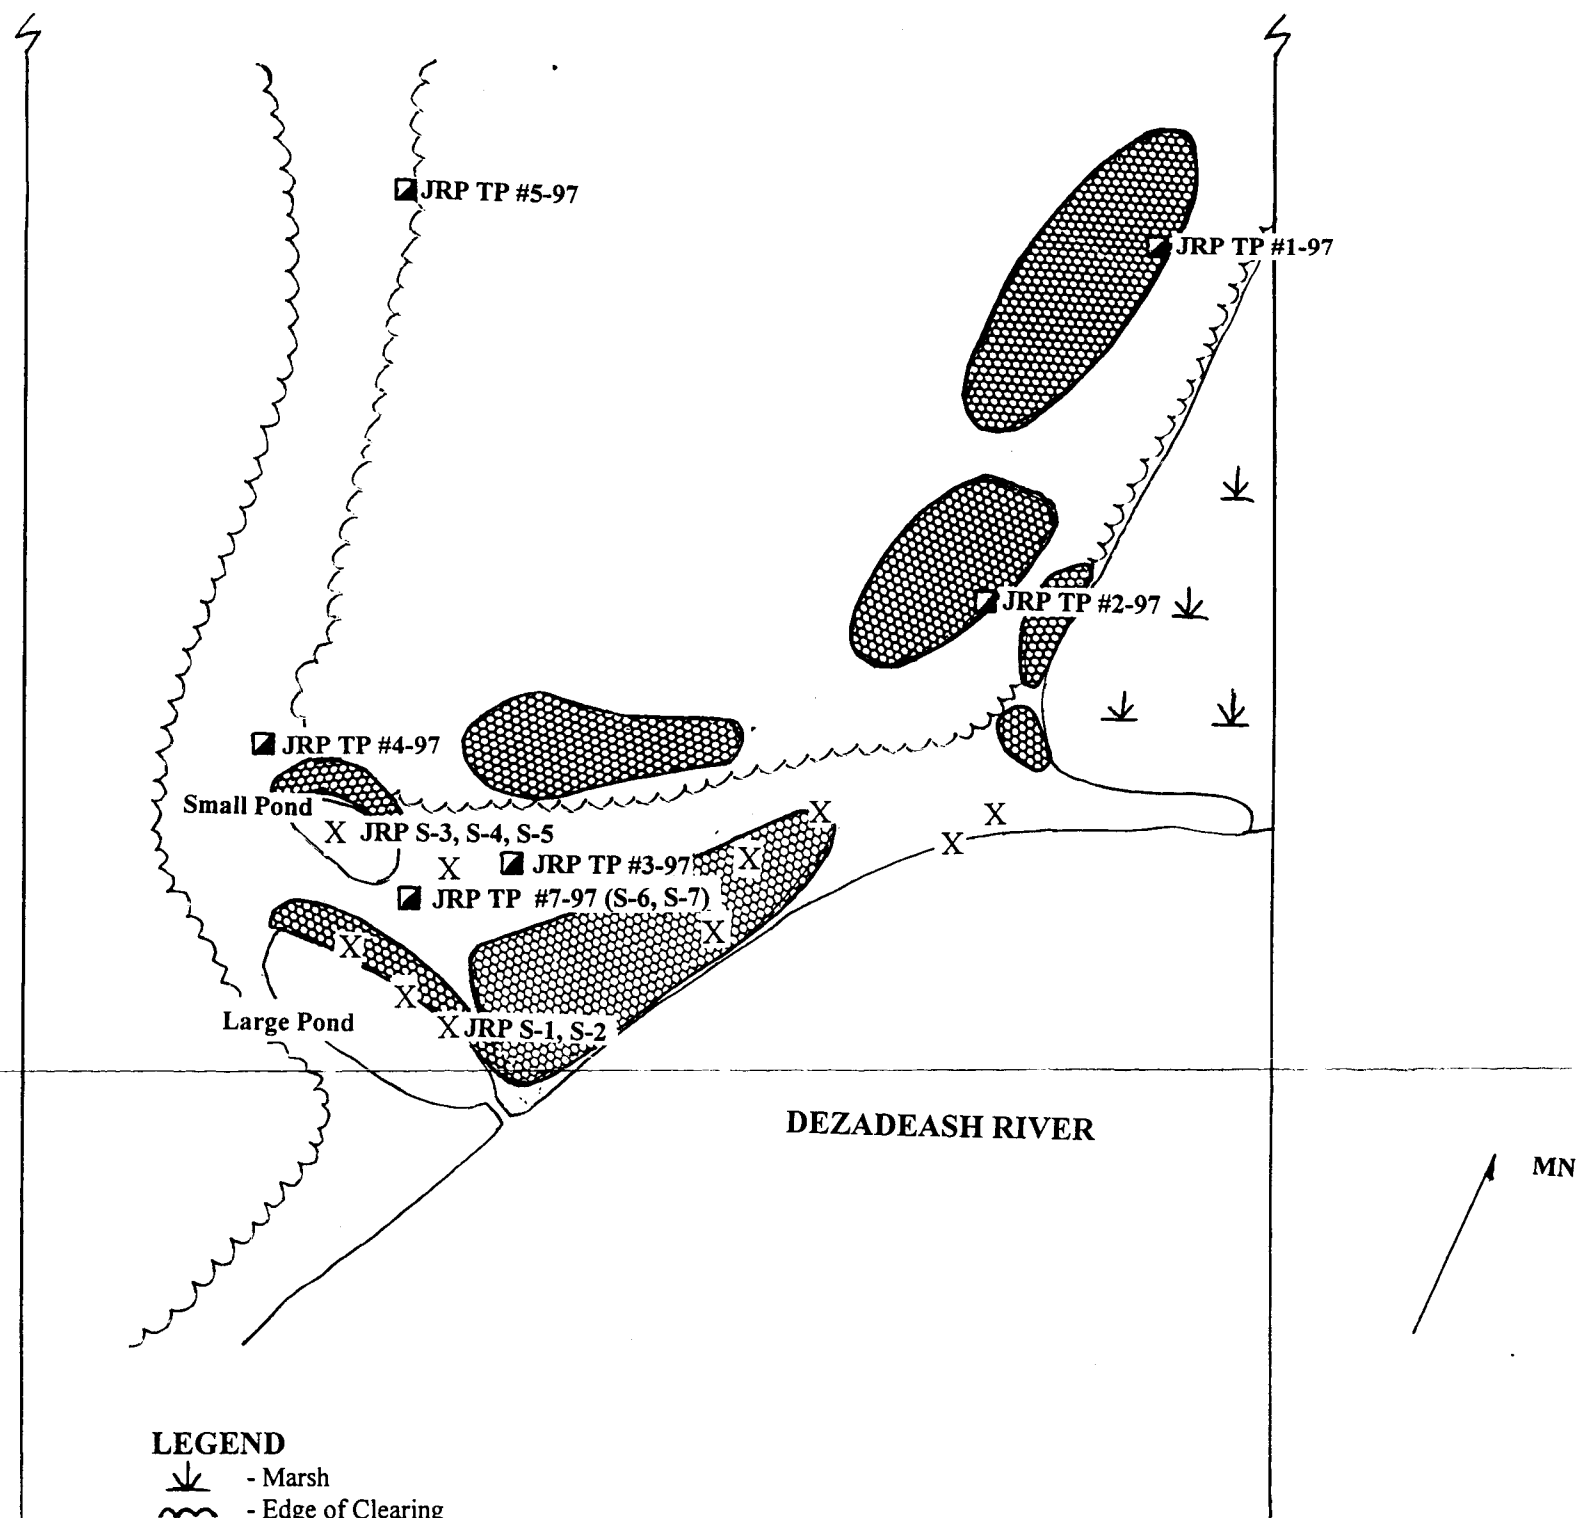 JRP TP #5-97
JRP TP #1-97
JRP TP #2-97
JRP TP #4-97
Small Pond
X JRP S-3, S-4, S-5
X
X
X
X
X
JRP TP #3-97
JRP TP #7-97 (S-6, S-7)
X
X
X
Large Pond
X JRP S-1, S-2
DEZADEASH RIVER
MN
LEGEND
- Marsh
- Edge of Clearing